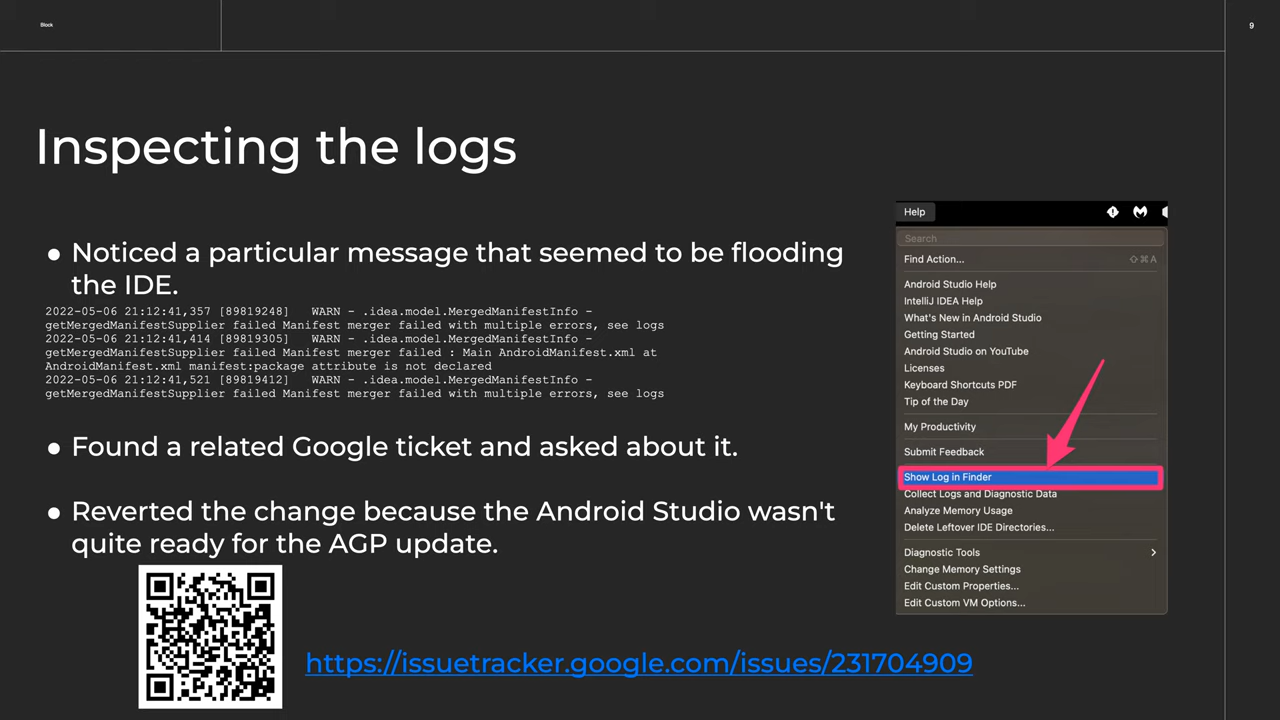 Block
9
Inspecting the logs
● Noticed a particular message that seemed to be flooding
the IDE.
2022-05-06 21:12:41,357 [89819248]   WARN - .idea.model.MergedManifestInfo -
getMergedManifestSupplier failed Manifest merger failed with multiple errors, see logs
2022-05-06 21:12:41,414 [89819305]   WARN - .idea.model.MergedManifestInfo -
getMergedManifestSupplier failed Manifest merger failed : Main AndroidManifest.xml at
AndroidManifest.xml manifest:package attribute is not declared
2022-05-06 21:12:41,521 [89819412]   WARN - .idea.model.MergedManifestInfo -
getMergedManifestSupplier failed Manifest merger failed with multiple errors, see logs
● Found a related Google ticket and asked about it.
● Reverted the change because the Android Studio wasn't
quite ready for the AGP update.
https://issuetracker.google.com/issues/231704909
Help
Search
Find Action... ⇧⌘A
Android Studio Help
IntelliJ IDEA Help
What's New in Android Studio
Getting Started
Android Studio on YouTube
Licenses
Keyboard Shortcuts PDF
Tip of the Day
My Productivity
Submit Feedback
Show Log in Finder
Collect Logs and Diagnostic Data
Analyze Memory Usage
Delete Leftover IDE Directories...
Diagnostic Tools
Change Memory Settings
Edit Custom Properties...
Edit Custom VM Options...